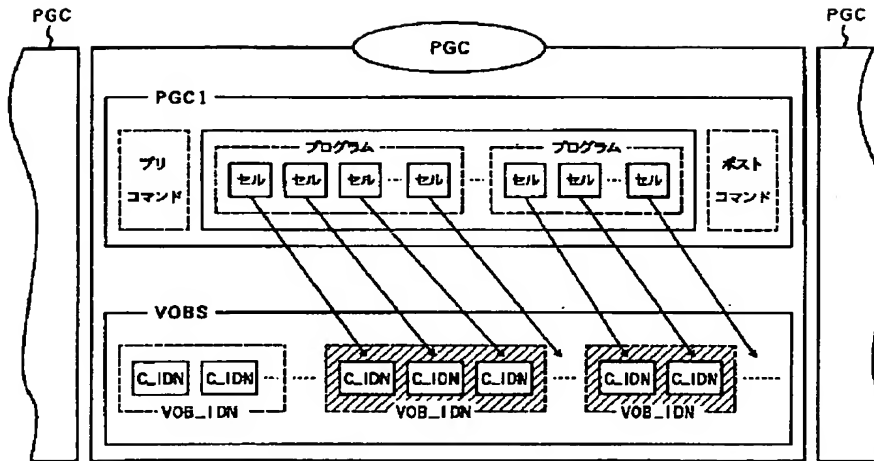 PGC
PGC
PGC
PGCI
プログラム
プログラム
プリ
コマンド
セル
セル
セル
セル
セル
セル
セル
ポスト
コマンド
VOBS
C_IDN
C_IDN
VOB_IDN
C_IDN
C_IDN
C_IDN
VOB_IDN
C_IDN
C_IDN
VOB_IDN